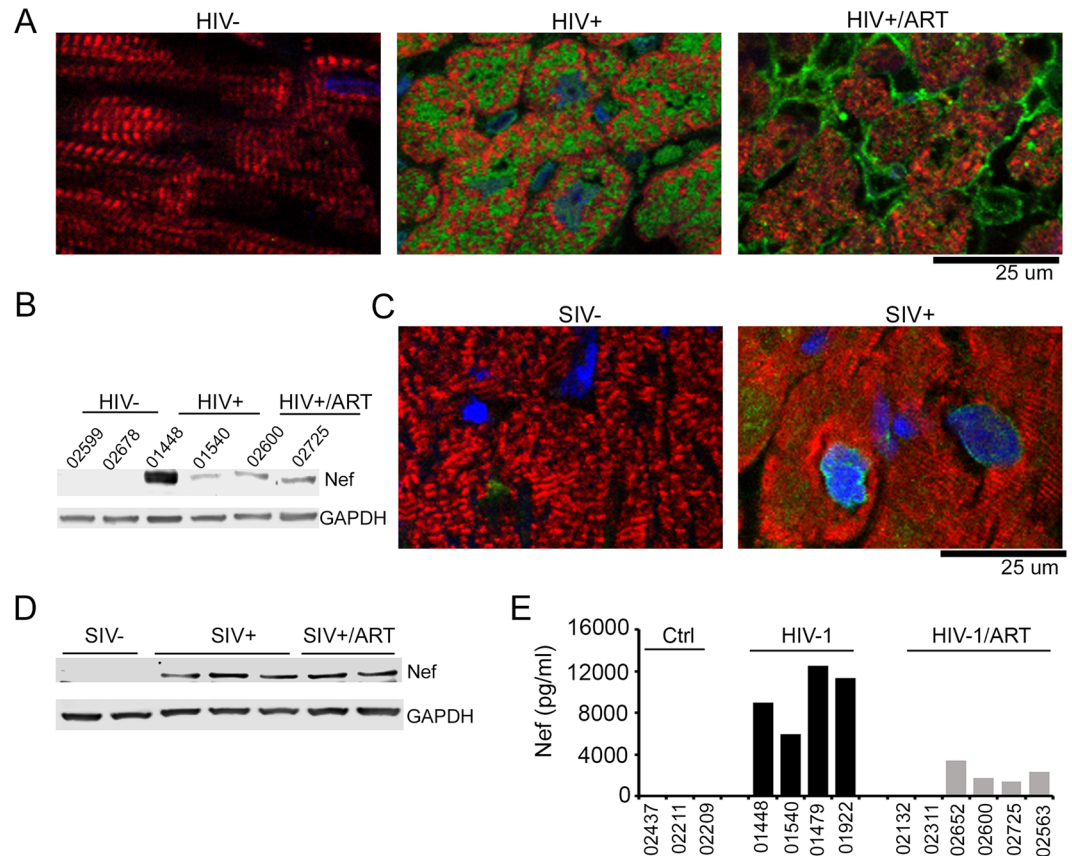 A
HIV-
HIV+
HIV+/ART
25 um
B
HIV-
HIV+
HIV+/ART
02599
02678
01448
01540
02600
02725
Nef
GAPDH
C
SIV-
SIV+
25 um
D
SIV-
SIV+
SIV+/ART
Nef
GAPDH
E
Nef (pg/ml)
16000
12000
8000
4000
0
Ctrl
HIV-1
HIV-1/ART
02437
02211
02209
01448
01540
01479
01922
02132
02311
02652
02600
02725
02563